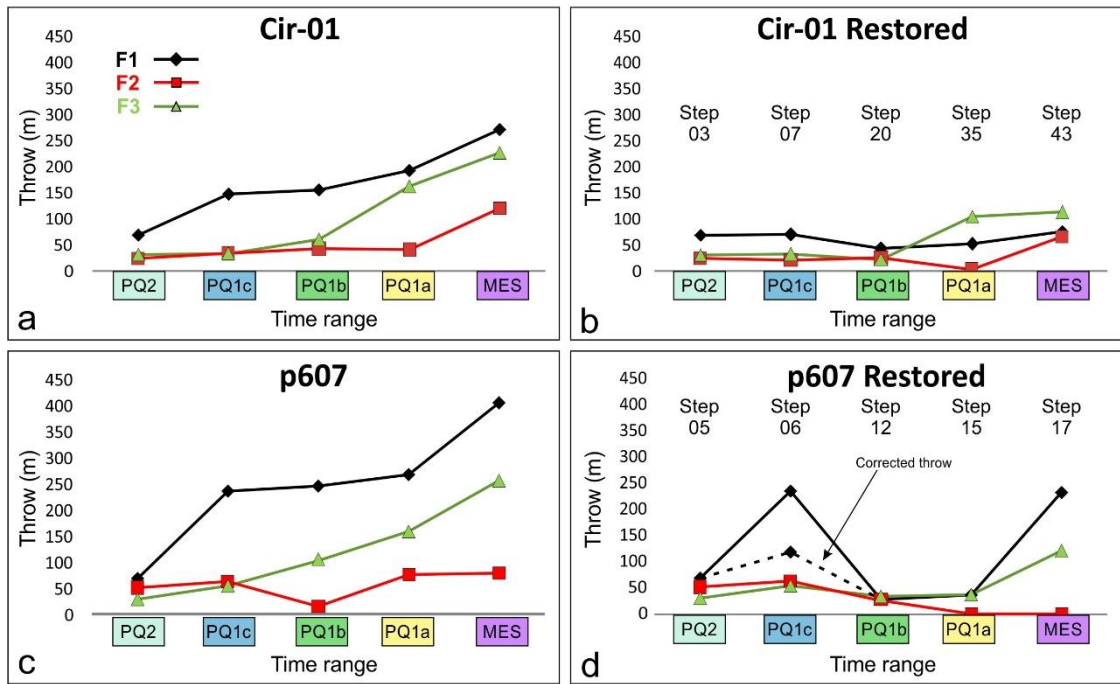 Cir-01
F1
F2
F3
450
400
350
300
250
200
150
100
50
0
Throw (m)
PQ2 PQ1c PQ1b PQ1a MES
Time range
a
Cir-01 Restored
450
400
350
300
250
200
150
100
50
0
Throw (m)
Step Step Step Step Step
03 07 20 35 43
PQ2 PQ1c PQ1b PQ1a MES
Time range
b
p607
450
400
350
300
250
200
150
100
50
0
Throw (m)
PQ2 PQ1c PQ1b PQ1a MES
Time range
c
p607 Restored
450
400
350
300
250
200
150
100
50
0
Throw (m)
Step Step Step Step Step
05 06 12 15 17
Corrected throw
PQ2 PQ1c PQ1b PQ1a MES
Time range
d